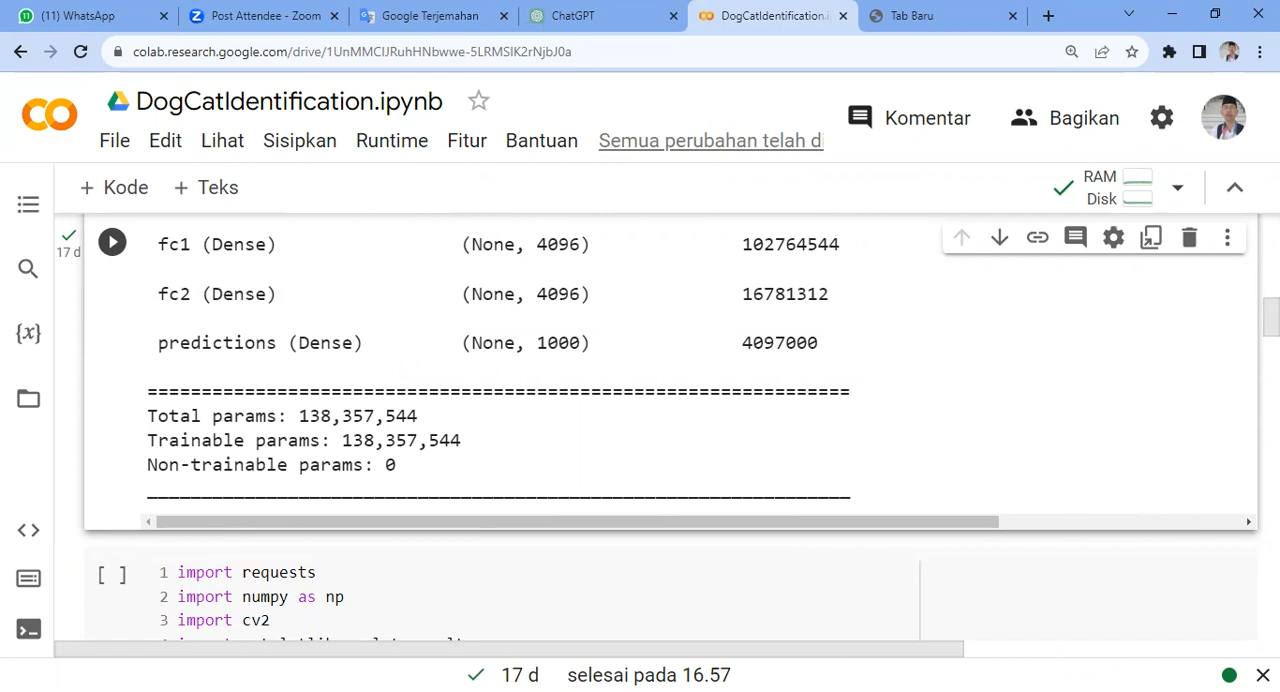 (11) WhatsApp
Post Attendee - Zoom
Google Terjemahan
ChatGPT
DogCatIdentification.i
Tab Baru
colab.research.google.com/drive/1UnMMCIJRuhHNbwwe-5LRMSIK2rNjbJ0a
DogCatIdentification.ipynb
File Edit Lihat Sisipkan Runtime Fitur Bantuan Semua perubahan telah di
Komentar
Bagikan
+ Kode + Teks
RAM
Disk
17 d
fc1 (Dense) (None, 4096) 102764544
fc2 (Dense) (None, 4096) 16781312
predictions (Dense) (None, 1000) 4097000
=================================================================
Total params: 138,357,544
Trainable params: 138,357,544
Non-trainable params: 0
_________________________________________________________________
[ ] 1 import requests
2 import numpy as np
3 import cv2
17 d selesai pada 16.57